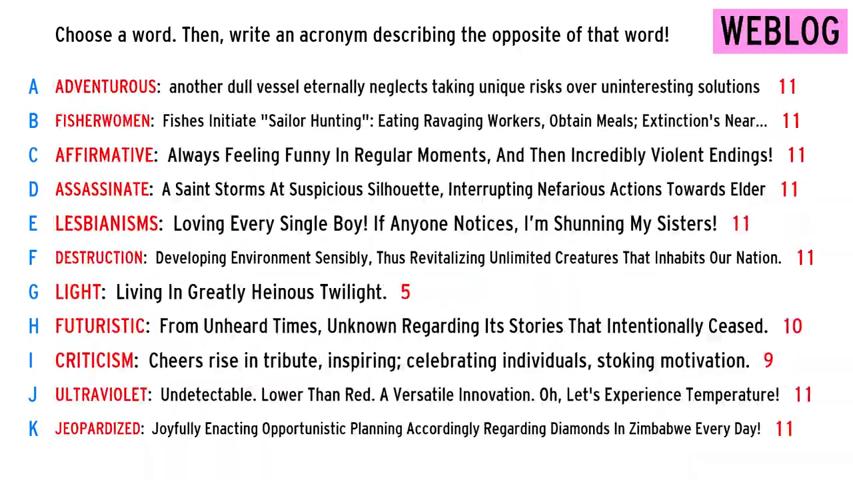 Choose a word. Then, write an acronym describing the opposite of that word!
WEBLOG
A ADVENTUROUS: another dull vessel eternally neglects taking unique risks over uninteresting solutions 11
B FISHERWOMEN: Fishes Initiate "Sailor Hunting": Eating Ravaging Workers, Obtain Meals; Extinction's Near... 11
C AFFIRMATIVE: Always Feeling Funny In Regular Moments, And Then Incredibly Violent Endings! 11
D ASSASSINATE: A Saint Storms At Suspicious Silhouette, Interrupting Nefarious Actions Towards Elder 11
E LESBIANISMS: Loving Every Single Boy! If Anyone Notices, I'm Shunning My Sisters! 11
F DESTRUCTION: Developing Environment Sensibly, Thus Revitalizing Unlimited Creatures That Inhabits Our Nation. 11
G LIGHT: Living In Greatly Heinous Twilight. 5
H FUTURISTIC: From Unheard Times, Unknown Regarding Its Stories That Intentionally Ceased. 10
I CRITICISM: Cheers rise in tribute, inspiring; celebrating individuals, stoking motivation. 9
J ULTRAVIOLET: Undetectable. Lower Than Red. A Versatile Innovation. Oh, Let's Experience Temperature! 11
K JEOPARDIZED: Joyfully Enacting Opportunistic Planning Accordingly Regarding Diamonds In Zimbabwe Every Day! 11